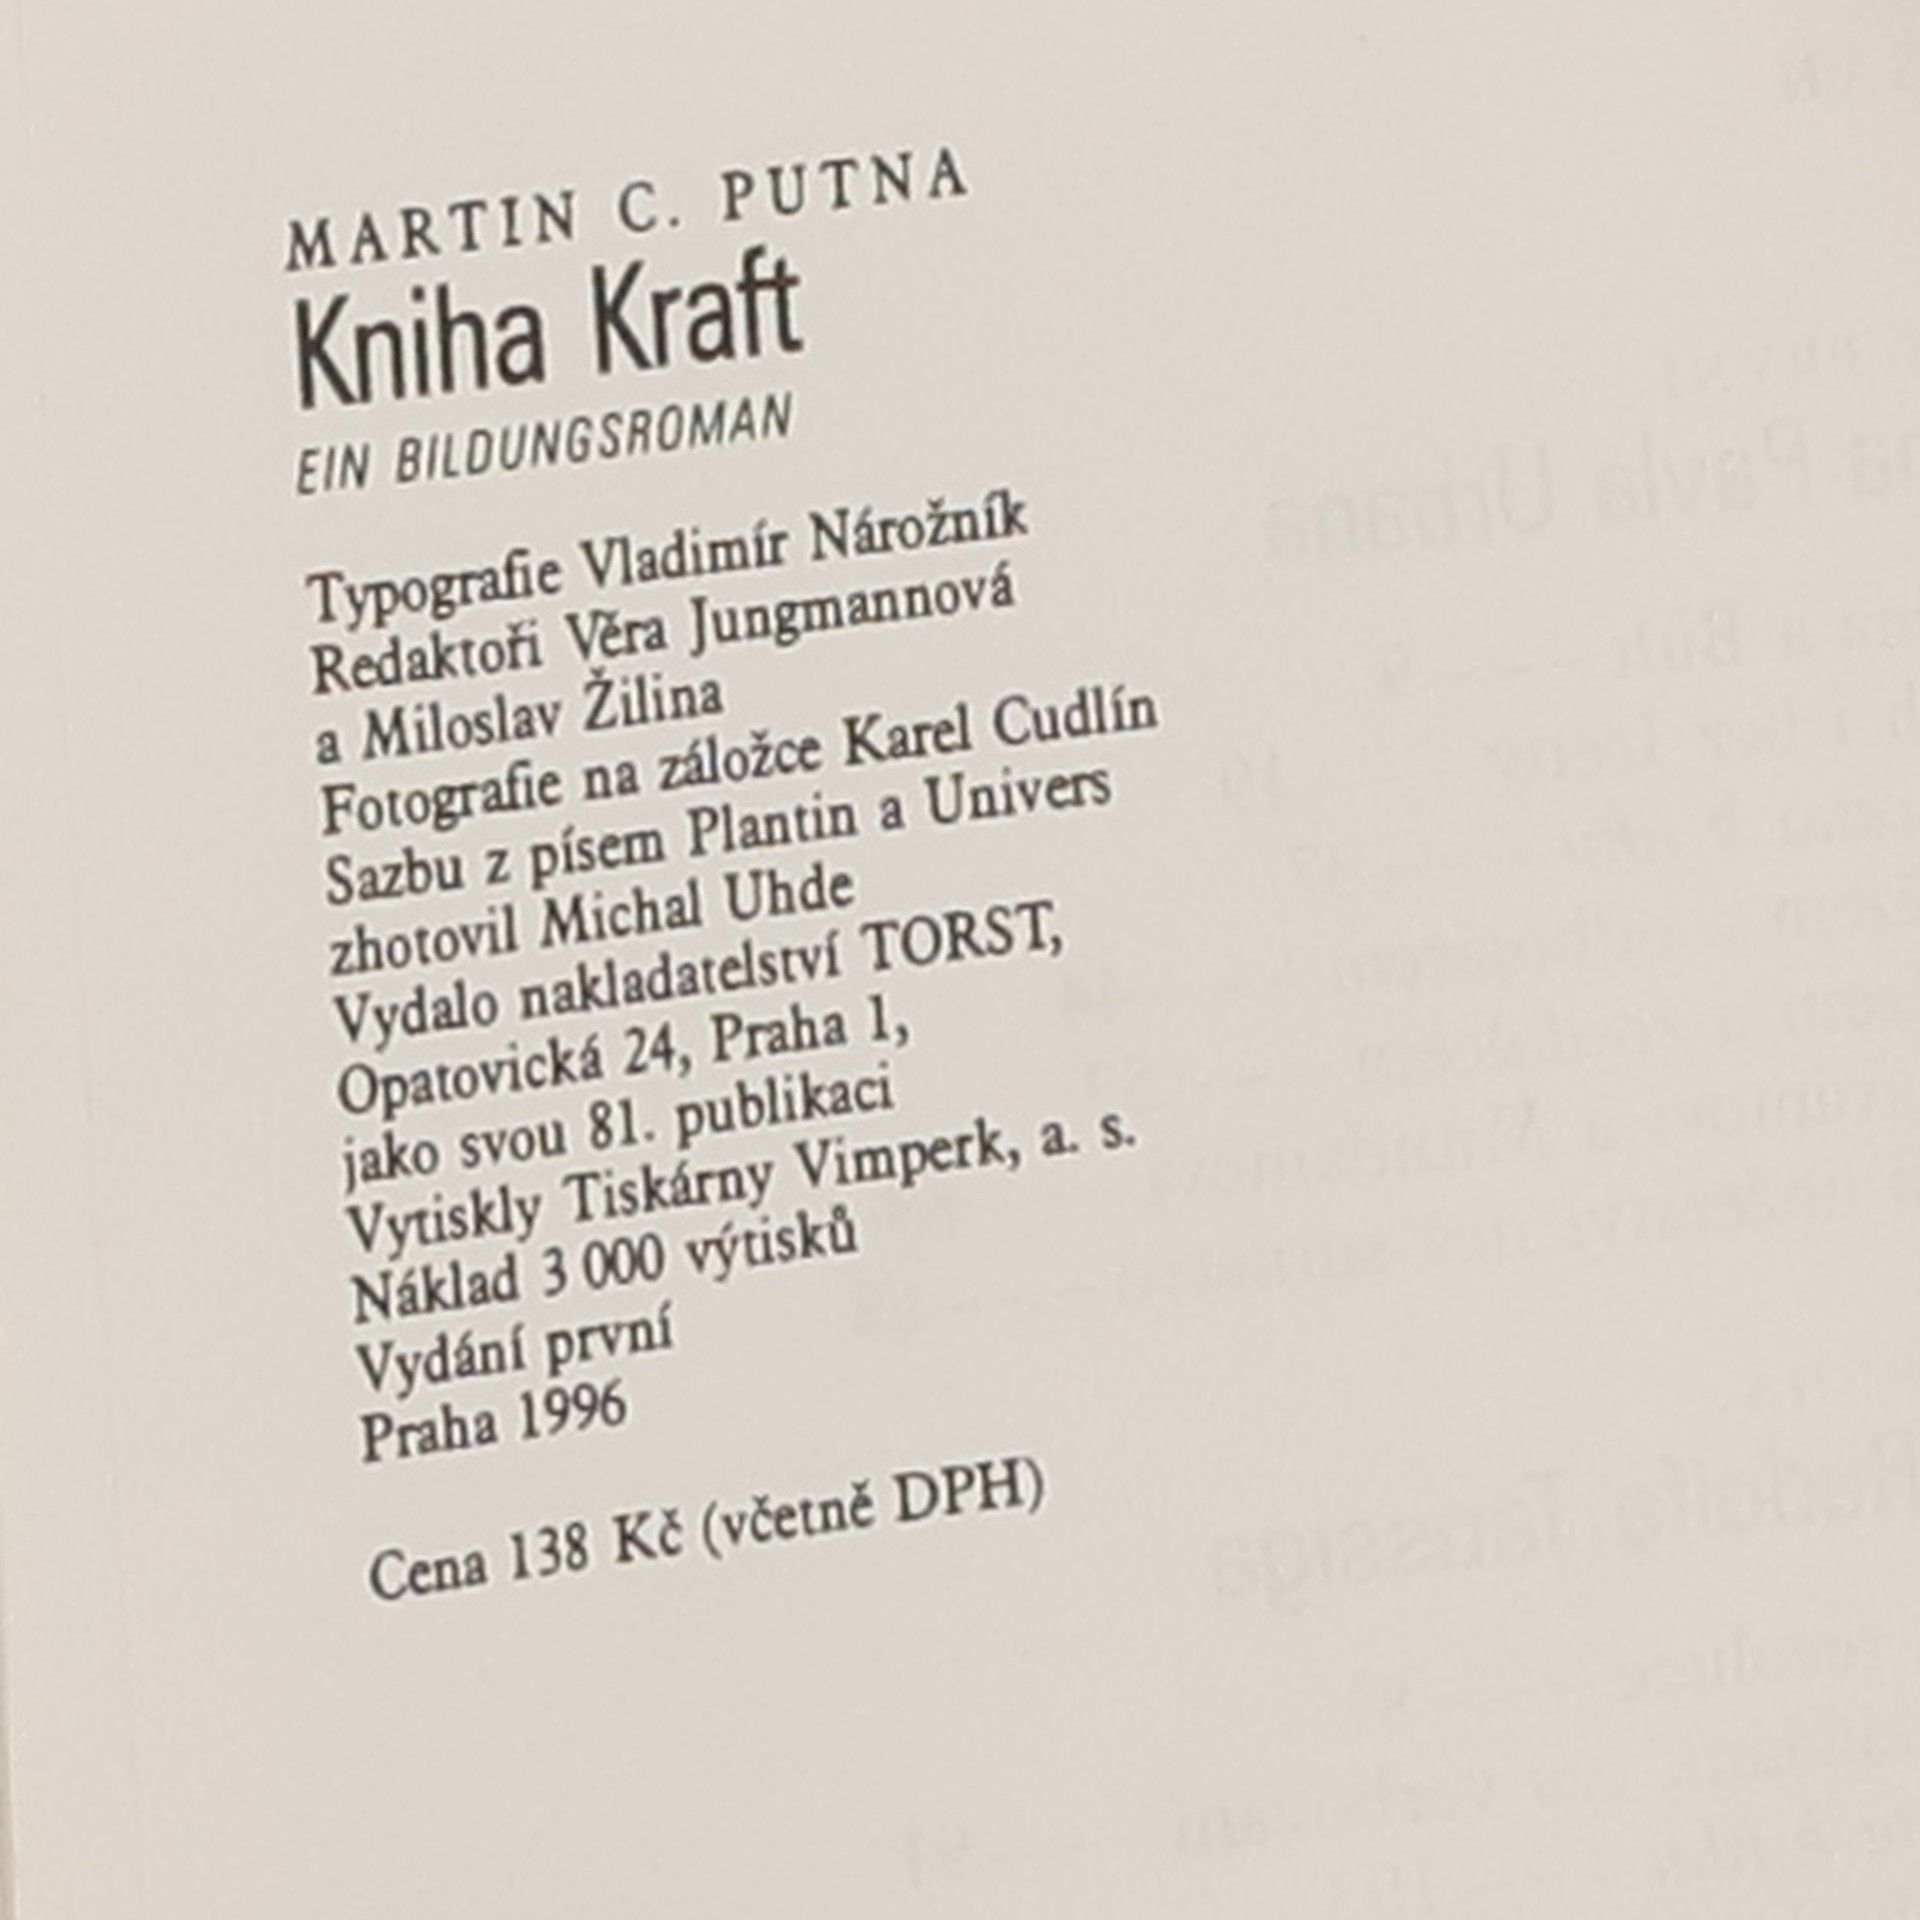 MARTIN C. PUTNA
Kniha Kraft
EIN BILDUNGSROMAN
Typografie Vladimír Nárožník
Redaktoři Věra Jungmannová
a Miloslav Žilina
Fotografie na záložce Karel Cudlín
Sazbu z písem Plantin a Univers
zhotovil Michal Uhde
Vydalo nakladatelství TORST,
Opatovická 24, Praha 1,
jako svou 81. publikaci
Vytiskly Tiskárny Vimperk, a. s.
Náklad 3 000 výtisků
Vydání první
Praha 1996
Cena 138 Kč (včetně DPH)